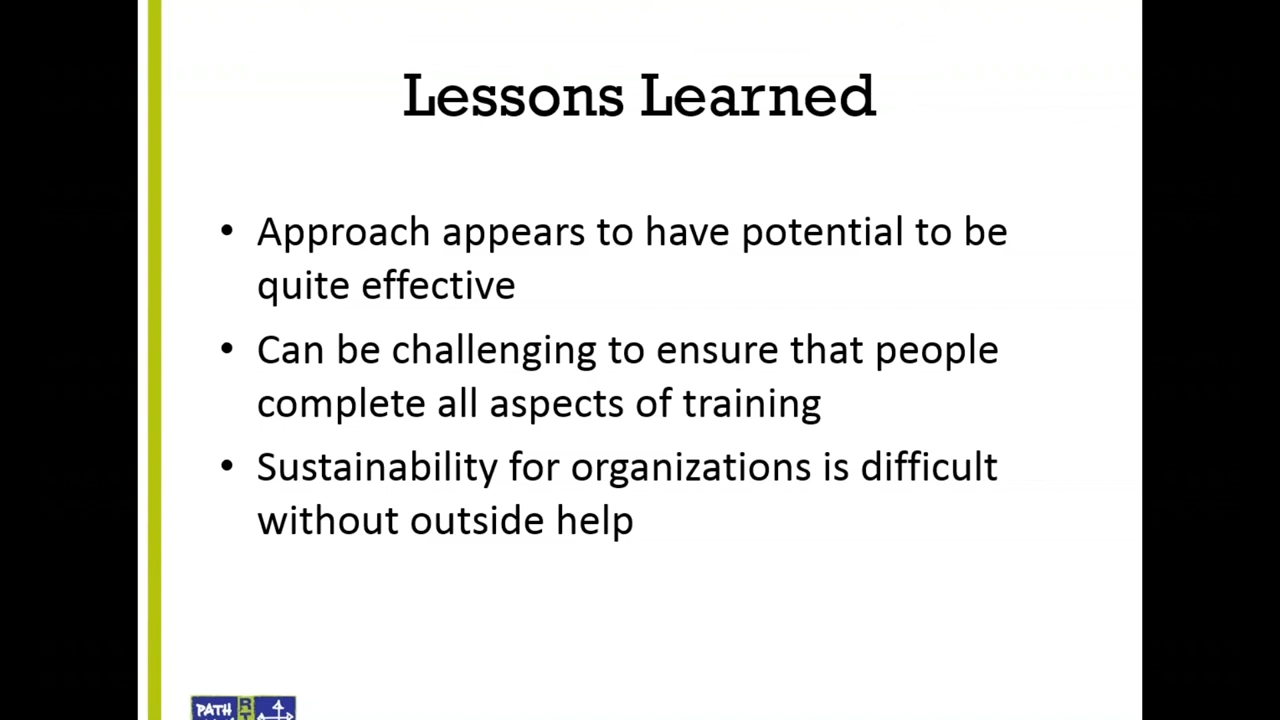 Lessons Learned
• Approach appears to have potential to be
quite effective
• Can be challenging to ensure that people
complete all aspects of training
• Sustainability for organizations is difficult
without outside help
PATH